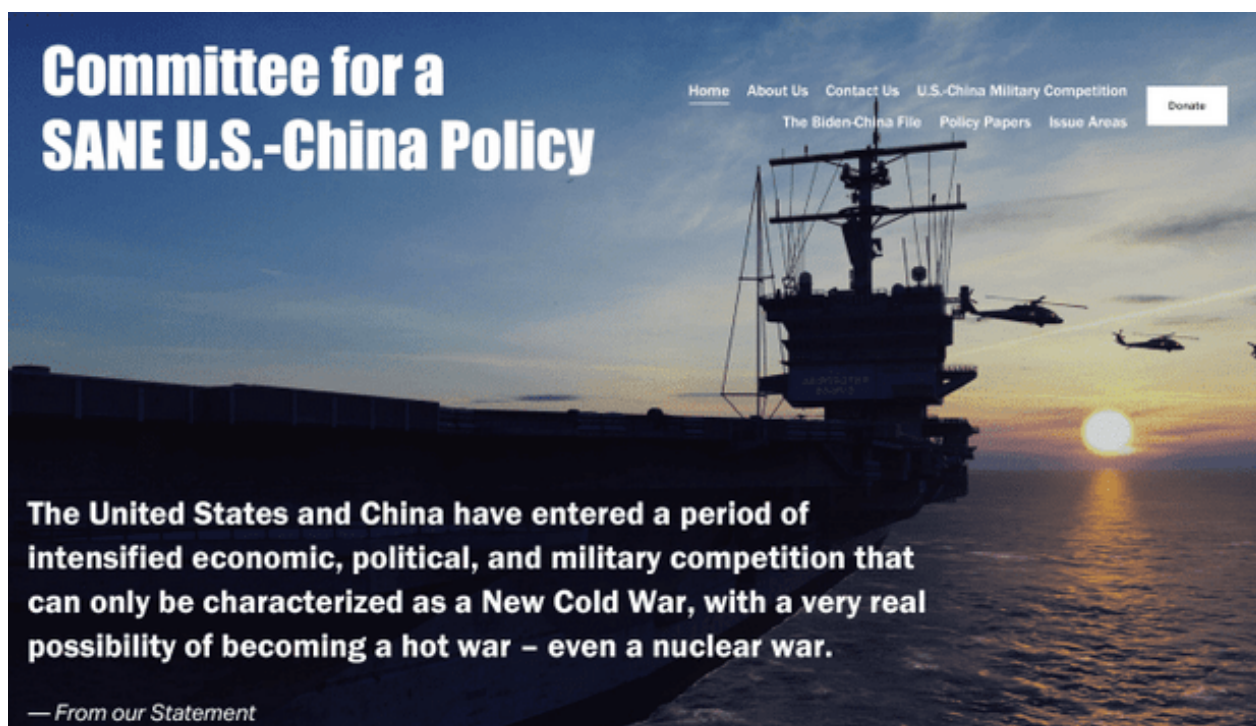 Committee for a
SANE U.S.-China Policy
Home About Us Contact Us U.S.-China Military Competition
The Biden-China File Policy Papers Issue Areas
Donate
The United States and China have entered a period of
intensified economic, political, and military competition that
can only be characterized as a New Cold War, with a very real
possibility of becoming a hot war – even a nuclear war.
— From our Statement